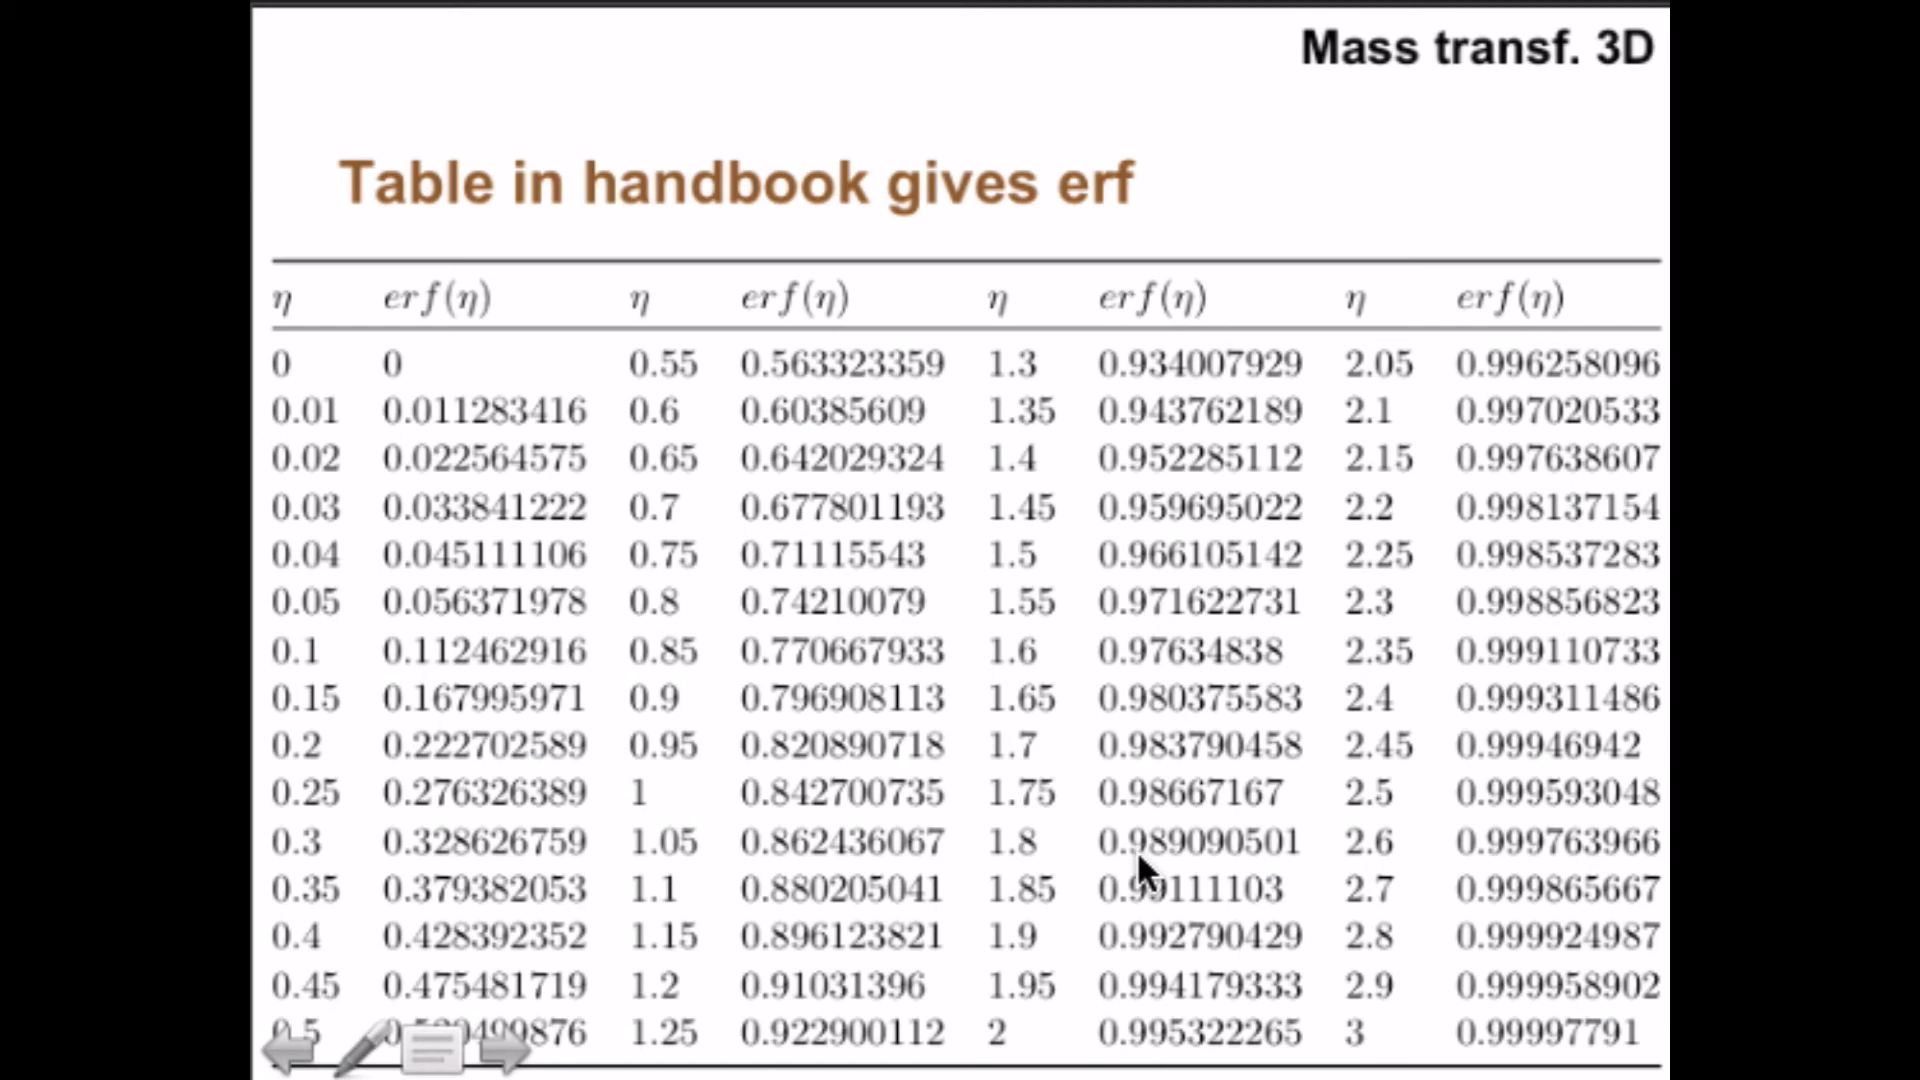 Mass transf. 3D
Table in handbook gives erf
η erf(η) η erf(η) η erf(η) η erf(η)
0 0 0.55 0.563323359 1.3 0.934007929 2.05 0.996258096
0.01 0.011283416 0.6 0.60385609 1.35 0.943762189 2.1 0.997020533
0.02 0.022564575 0.65 0.642029324 1.4 0.952285112 2.15 0.997638607
0.03 0.033841222 0.7 0.677801193 1.45 0.959695022 2.2 0.998137154
0.04 0.045111106 0.75 0.71115543 1.5 0.966105142 2.25 0.998537283
0.05 0.056371978 0.8 0.74210079 1.55 0.971622731 2.3 0.998856823
0.1 0.112462916 0.85 0.770667933 1.6 0.97634838 2.35 0.999110733
0.15 0.167995971 0.9 0.796908113 1.65 0.980375583 2.4 0.999311486
0.2 0.222702589 0.95 0.820890718 1.7 0.983790458 2.45 0.99946942
0.25 0.276326389 1 0.842700735 1.75 0.98667167 2.5 0.999593048
0.3 0.328626759 1.05 0.862436067 1.8 0.989090501 2.6 0.999763966
0.35 0.379382053 1.1 0.880205041 1.85 0.99111103 2.7 0.999865667
0.4 0.428392352 1.15 0.896123821 1.9 0.992790429 2.8 0.999924987
0.45 0.475481719 1.2 0.91031396 1.95 0.994179333 2.9 0.999958902
0.5 1.25 0.922900112 2 0.995322265 3 0.99997791